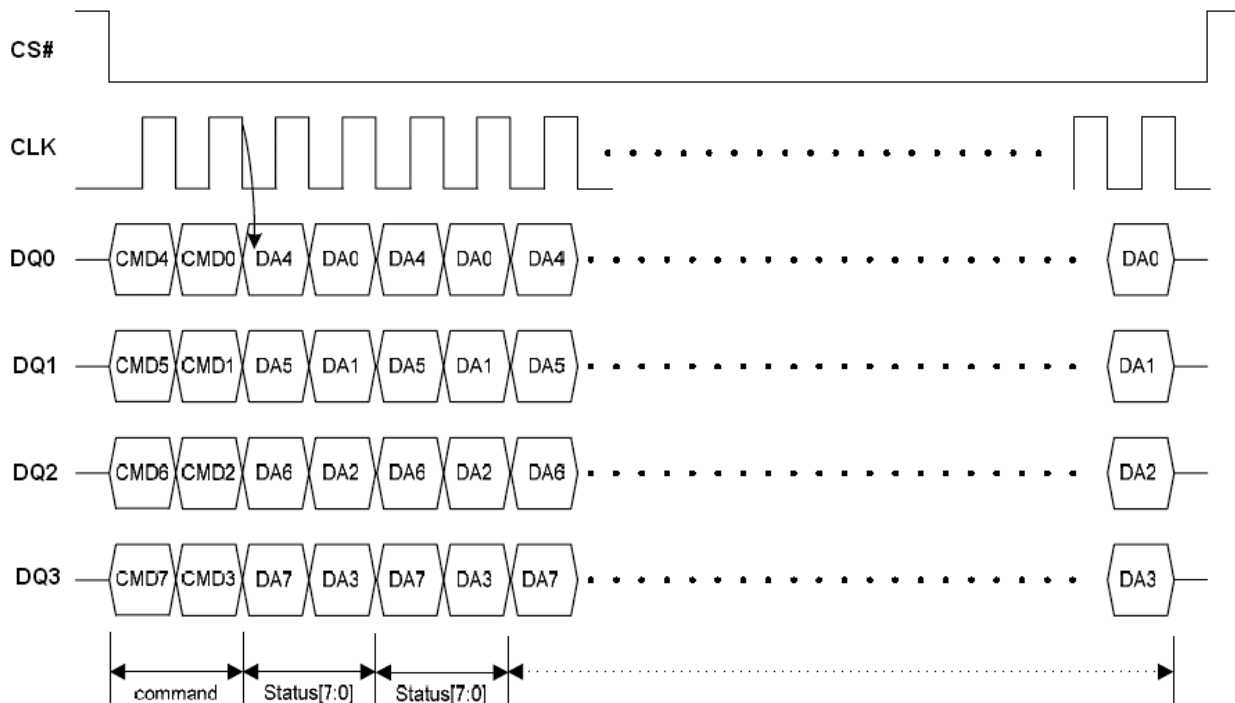 CS#
CLK
DQ0 CMD4 CMD0 DA4 DA0 DA4 DA0 DA4 DA0
DQ1 CMD5 CMD1 DA5 DA1 DA5 DA1 DA5 DA1
DQ2 CMD6 CMD2 DA6 DA2 DA6 DA2 DA6 DA2
DQ3 CMD7 CMD3 DA7 DA3 DA7 DA3 DA7 DA3
command Status[7:0] Status[7:0]